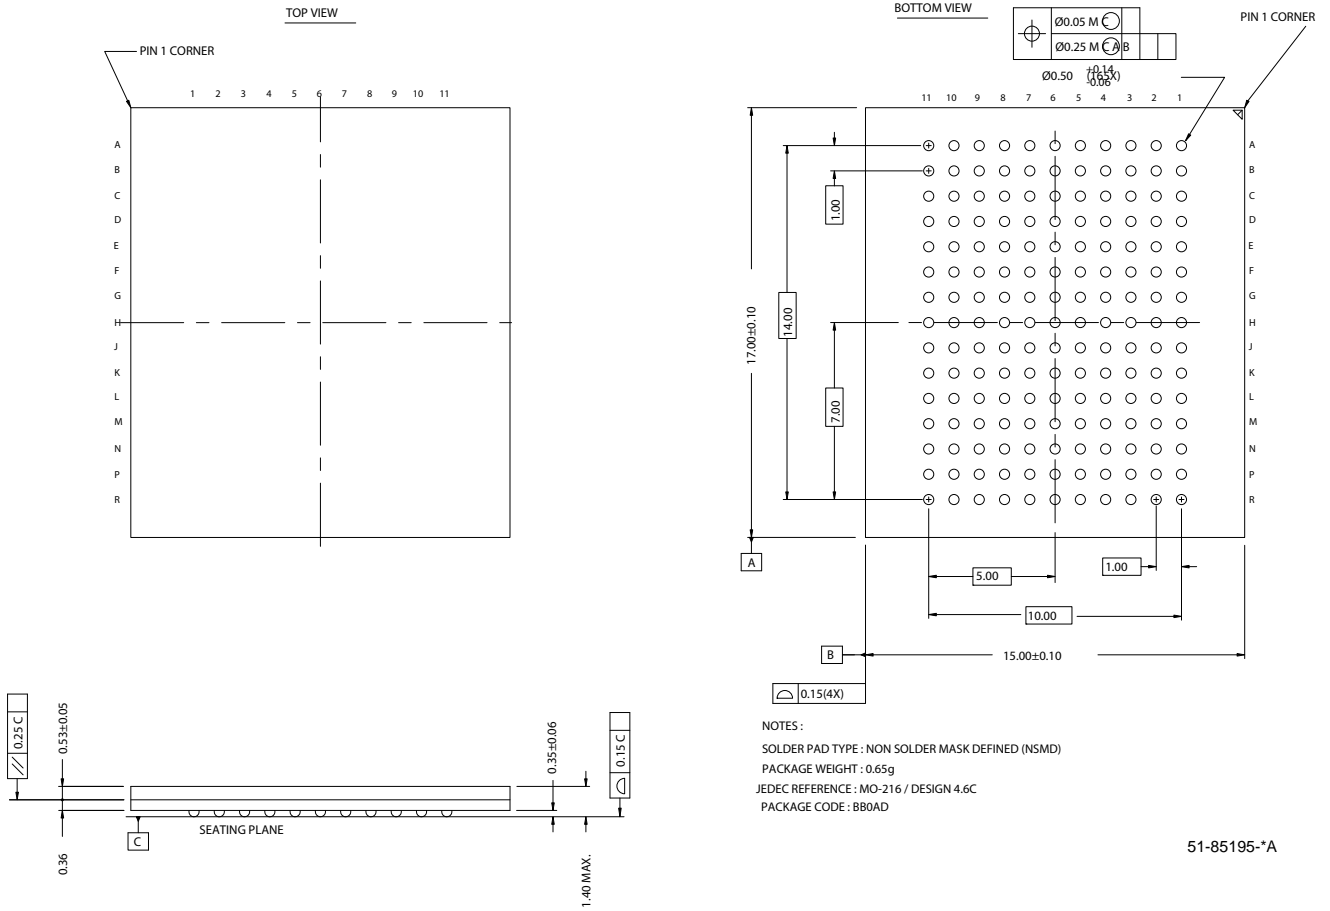 TOP VIEW
PIN 1 CORNER
1 2 3 4 5 6 7 8 9 10 11
A
B
C
D
E
F
G
H
J
K
L
M
N
P
R
BOTTOM VIEW
PIN 1 CORNER
Ø0.05 M C
Ø0.25 M C A B
Ø0.50 (165X)
+0.14
-0.06
11 10 9 8 7 6 5 4 3 2 1
A
B
C
D
E
F
G
H
J
K
L
M
N
P
R
1.00
14.00
17.00±0.10
7.00
A
5.00
1.00
10.00
B
15.00±0.10
0.15(4X)
0.25 C
0.53±0.05
0.35±0.06
0.15 C
SEATING PLANE
C
0.36
1.40 MAX.
NOTES :
SOLDER PAD TYPE : NON SOLDER MASK DEFINED (NSMD)
PACKAGE WEIGHT : 0.65g
JEDEC REFERENCE : MO-216 / DESIGN 4.6C
PACKAGE CODE : BB0AD
51-85195-*A